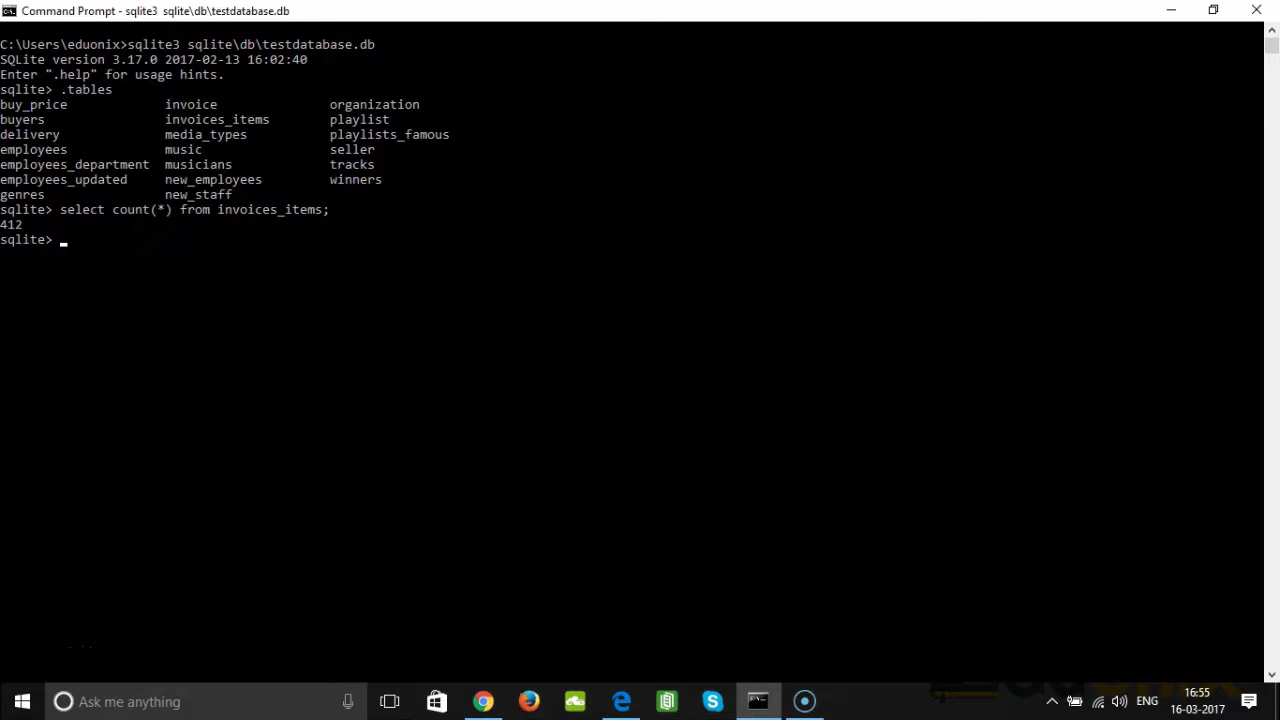 Command Prompt - sqlite3 sqlite\db\testdatabase.db
C:\Users\eduonix>sqlite3 sqlite\db\testdatabase.db
SQLite version 3.17.0 2017-02-13 16:02:40
Enter ".help" for usage hints.
sqlite> .tables
buy_price invoice organization
buyers invoices_items playlist
delivery media_types playlists_famous
employees music seller
employees_department musicians tracks
employees_updated new_employees winners
genres new_staff
sqlite> select count(*) from invoices_items;
412
sqlite>
Ask me anything
ENG
16:55
16-03-2017